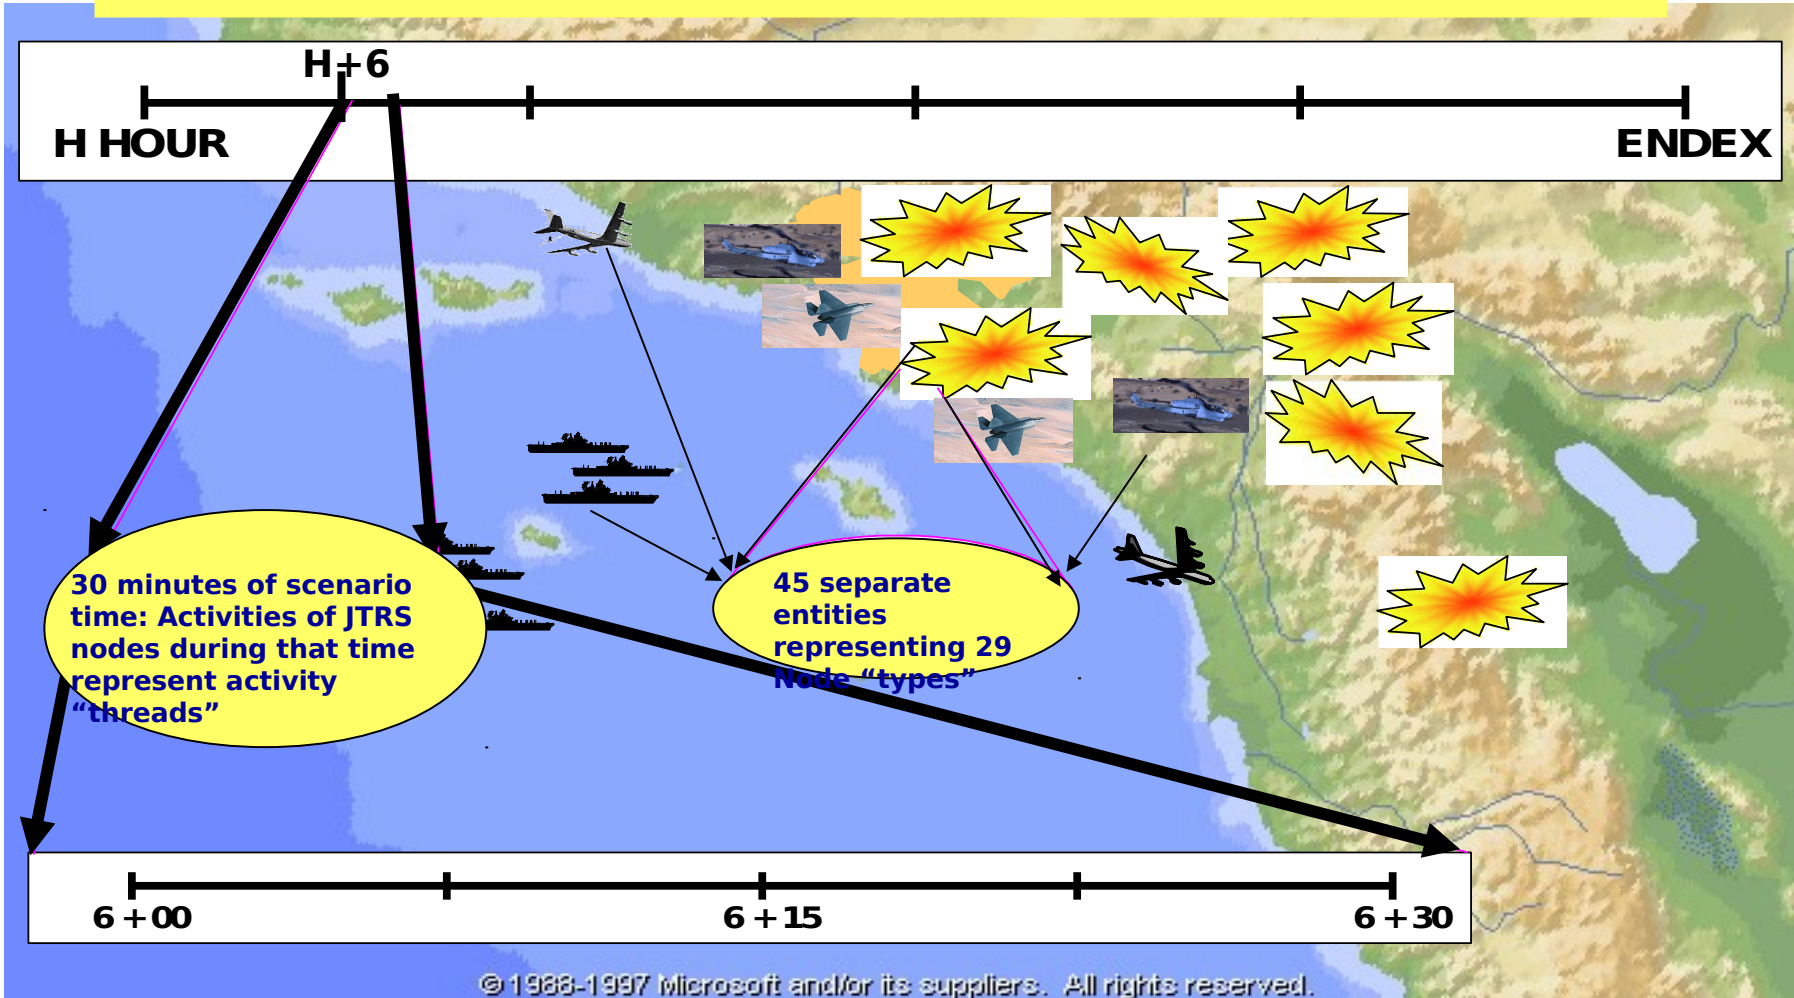 H+6
H HOUR
ENDEX
30 minutes of scenario
time: Activities of JTRS
nodes during that time
represent activity
“threads”
45 separate
entities
representing 29
Node “types”
6+00
6+15
6+30
© 1988-1997 Microsoft and/or its suppliers. All rights reserved.